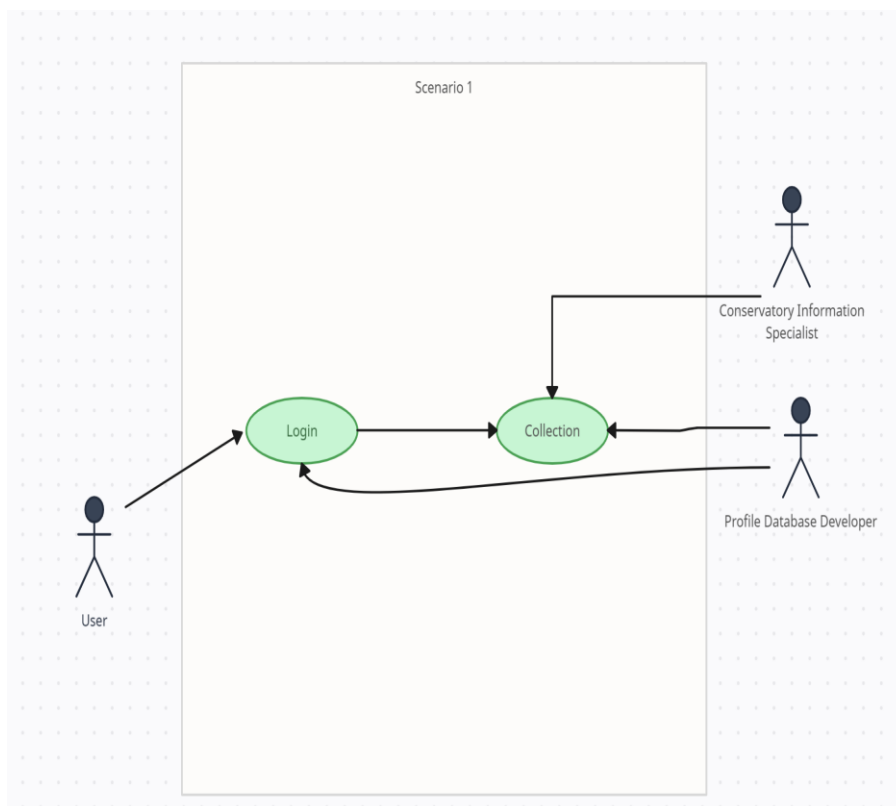 Scenario 1
Conservatory Information
Specialist
Login
Collection
Profile Database Developer
User